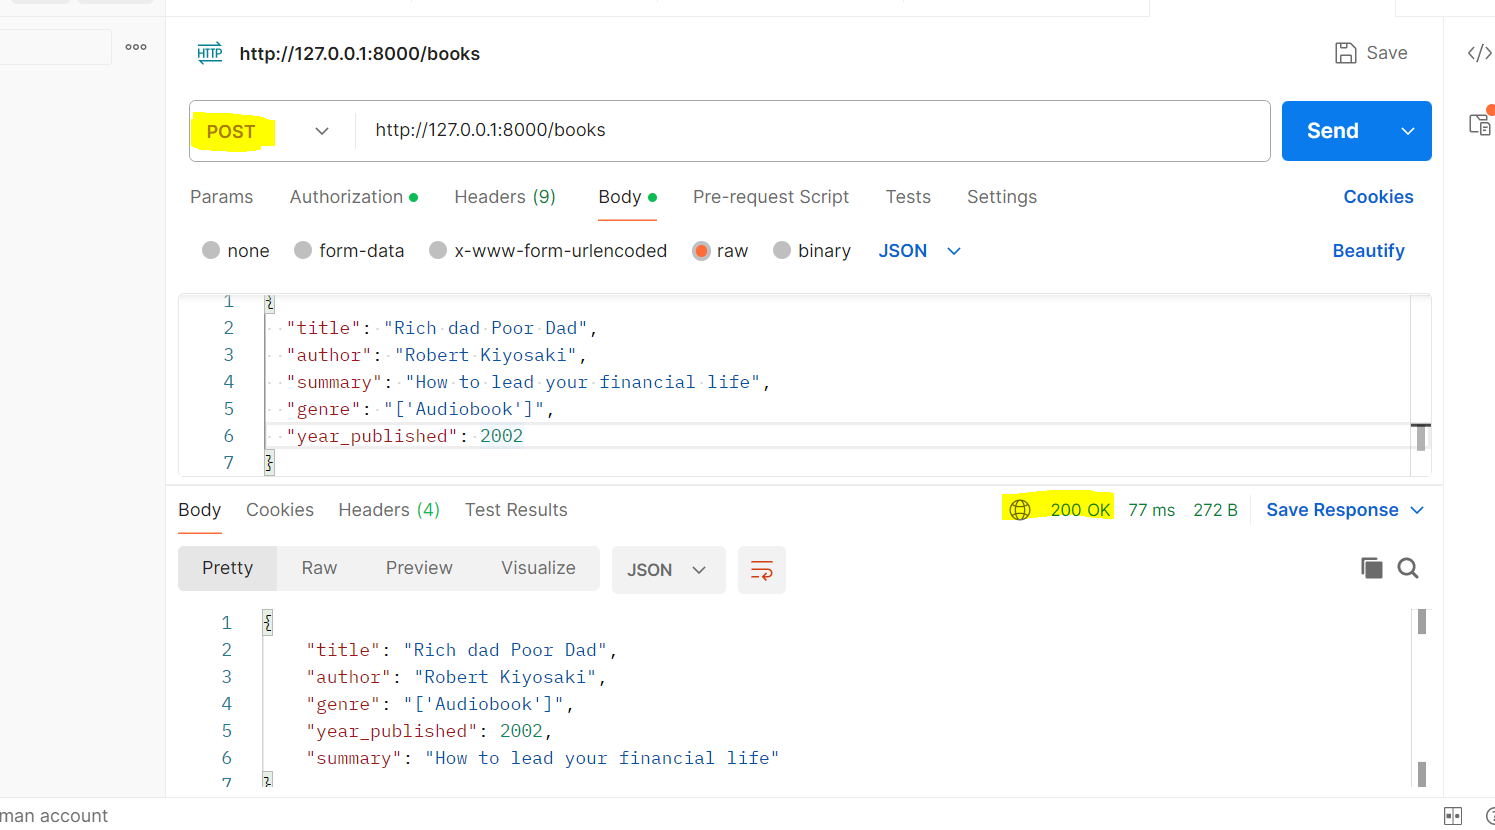 HTTP http://127.0.0.1:8000/books Save </>
POST http://127.0.0.1:8000/books Send
Params Authorization Headers (9) Body Pre-request Script Tests Settings Cookies
none form-data x-www-form-urlencoded raw binary JSON Beautify
1 {
2 "title": "Rich dad Poor Dad",
3 "author": "Robert Kiyosaki",
4 "summary": "How to lead your financial life",
5 "genre": "['Audiobook']",
6 "year_published": 2002
7 }
Body Cookies Headers (4) Test Results 200 OK 77 ms 272 B Save Response
Pretty Raw Preview Visualize JSON
1 {
2 "title": "Rich dad Poor Dad",
3 "author": "Robert Kiyosaki",
4 "genre": "['Audiobook']",
5 "year_published": 2002,
6 "summary": "How to lead your financial life"
7 }
man account